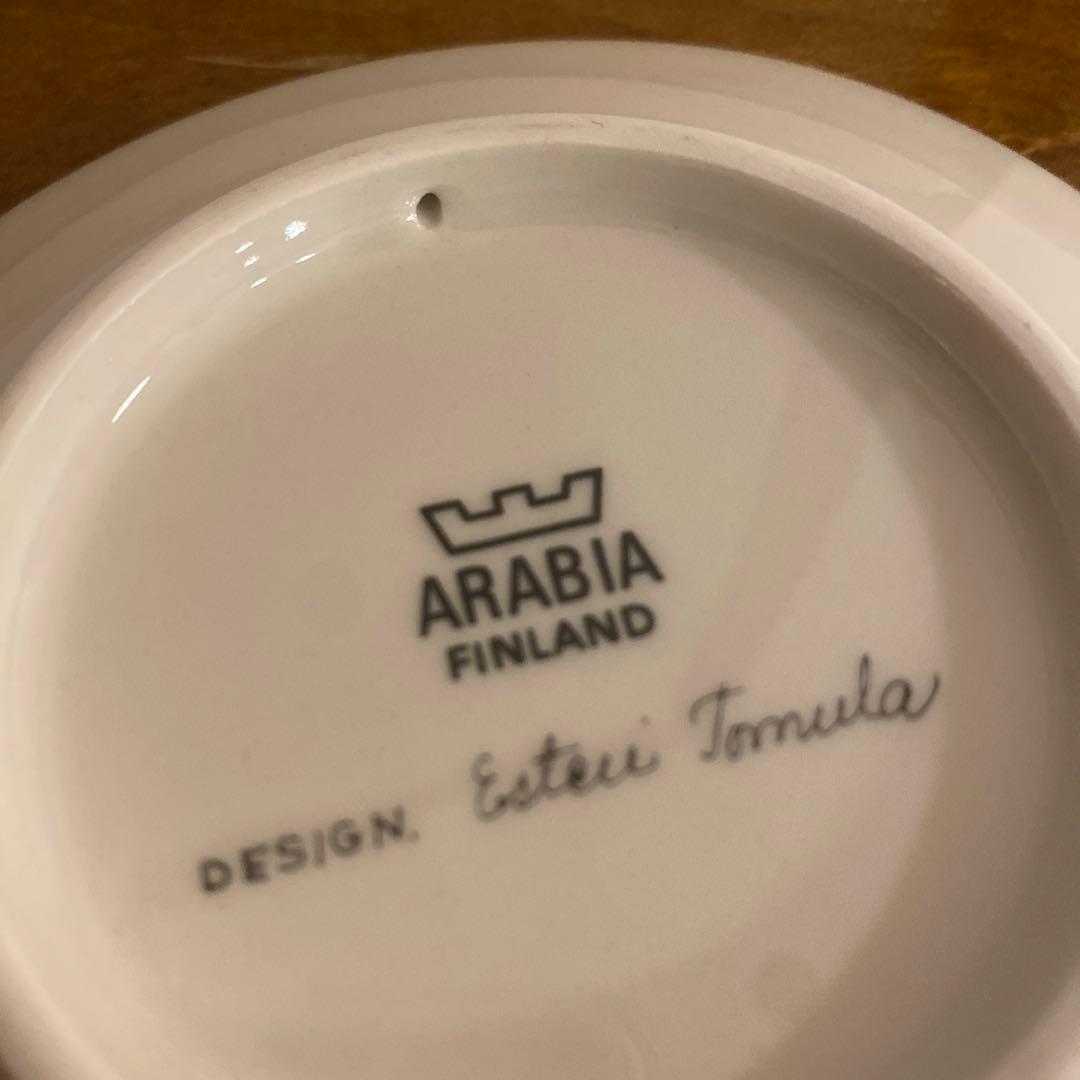 ARABIA
FINLAND
DESIGN. Esteri Tomula